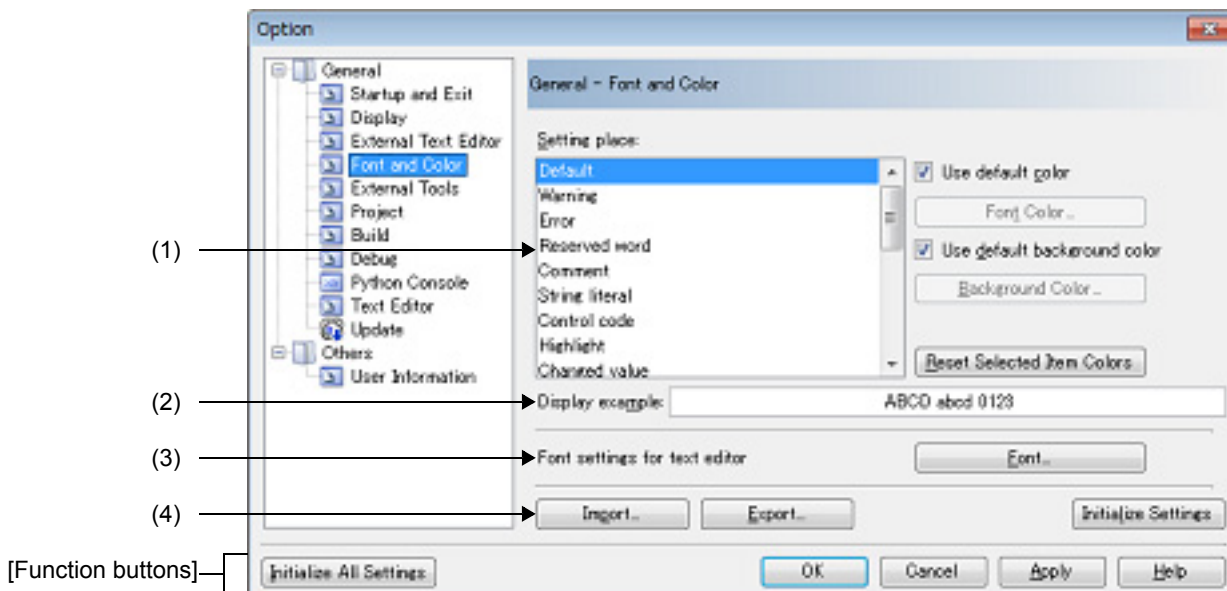 Option
General
Startup and Exit
Display
External Text Editor
Font and Color
External Tools
Project
Build
Debug
Python Console
Text Editor
Update
Others
User Information
General - Font and Color
Setting place:
Default
Warning
Error
Reserved word
Comment
String literal
Control code
Highlight
Changed value
Use default color
Font Color...
Use default background color
Background Color...
Reset Selected Item Colors
(1)
(2)
Display example:
ABCD abcd 0123
(3)
Font settings for text editor
Font...
(4)
Import...
Export...
Initialize Settings
[Function buttons]
Initialize All Settings
OK
Cancel
Apply
Help